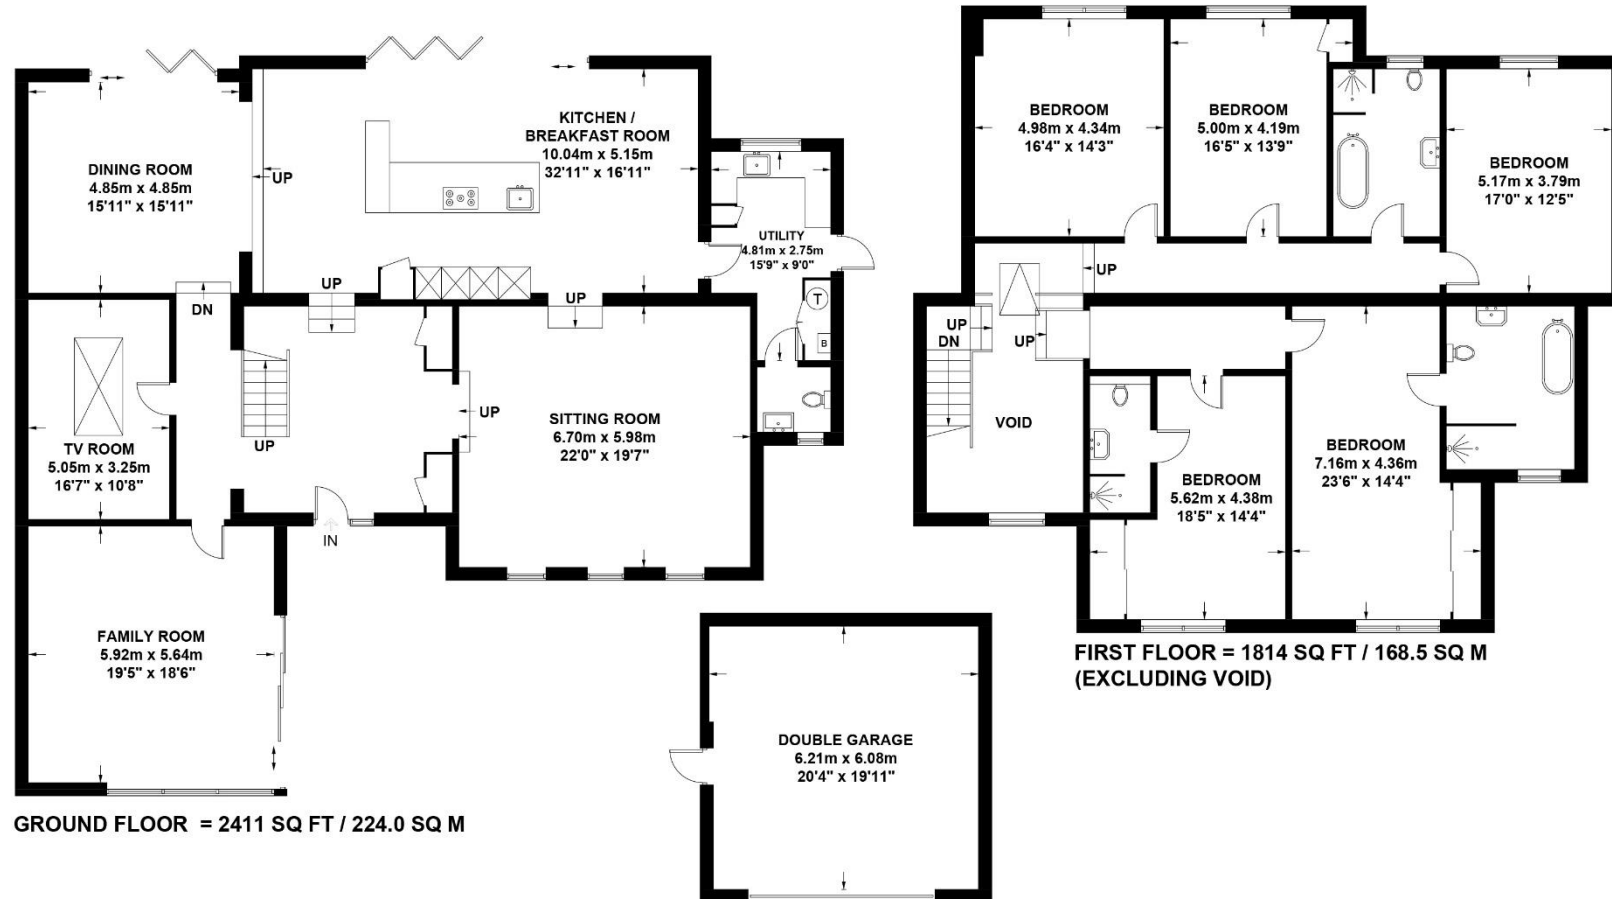 DINING ROOM
4.85m x 4.85m
15'11" x 15'11"
UP
KITCHEN /
BREAKFAST ROOM
10.04m x 5.15m
32'11" x 16'11"
UTILITY
4.81m x 2.75m
15'9" x 9'0"
T
B
DN
UP
UP
TV ROOM
5.05m x 3.25m
16'7" x 10'8"
UP
UP
SITTING ROOM
6.70m x 5.98m
22'0" x 19'7"
IN
FAMILY ROOM
5.92m x 5.64m
19'5" x 18'6"
GROUND FLOOR = 2411 SQ FT / 224.0 SQ M
DOUBLE GARAGE
6.21m x 6.08m
20'4" x 19'11"
BEDROOM
4.98m x 4.34m
16'4" x 14'3"
BEDROOM
5.00m x 4.19m
16'5" x 13'9"
BEDROOM
5.17m x 3.79m
17'0" x 12'5"
UP
UP
DN
UP
VOID
BEDROOM
5.62m x 4.38m
18'5" x 14'4"
BEDROOM
7.16m x 4.36m
23'6" x 14'4"
FIRST FLOOR = 1814 SQ FT / 168.5 SQ M
(EXCLUDING VOID)